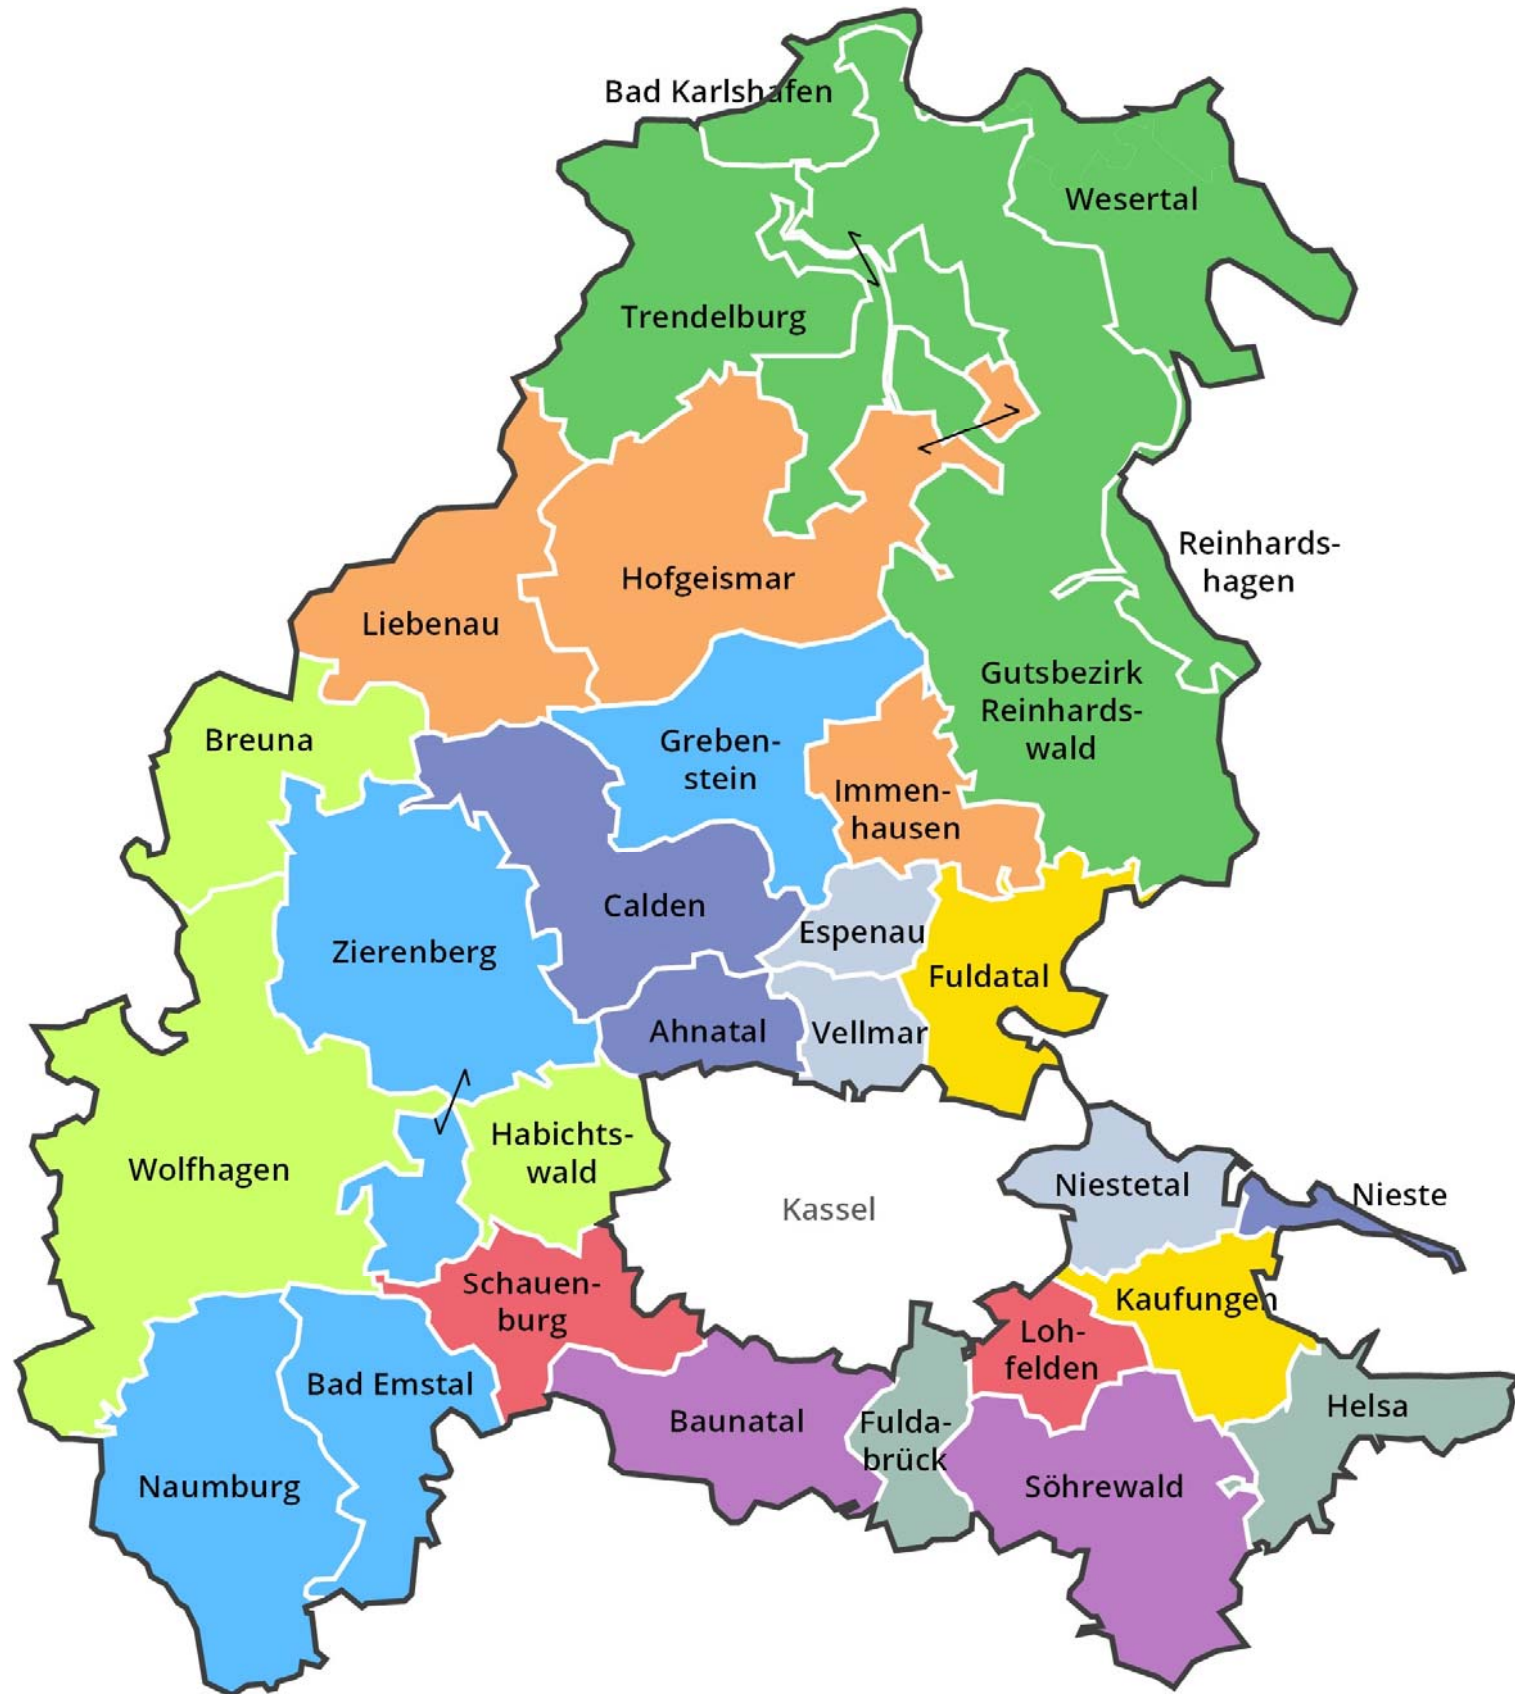 Bad Karlshafen
Wesertal
Trendelburg
Reinhards-
hagen
Hofgeismar
Liebenau
Gutsbezirk
Reinhards-
wald
Breuna
Greben-
stein
Immen-
hausen
Calden
Espenau
Zierenberg
Fuldatal
Ahnatal
Vellmar
Habichts-
wald
Wolfhagen
Niestetal
Nieste
Kassel
Schauen-
burg
Kaufungen
Loh-
felden
Bad Emstal
Helsa
Baunatal
Fulda-
brück
Naumburg
Söhrewald